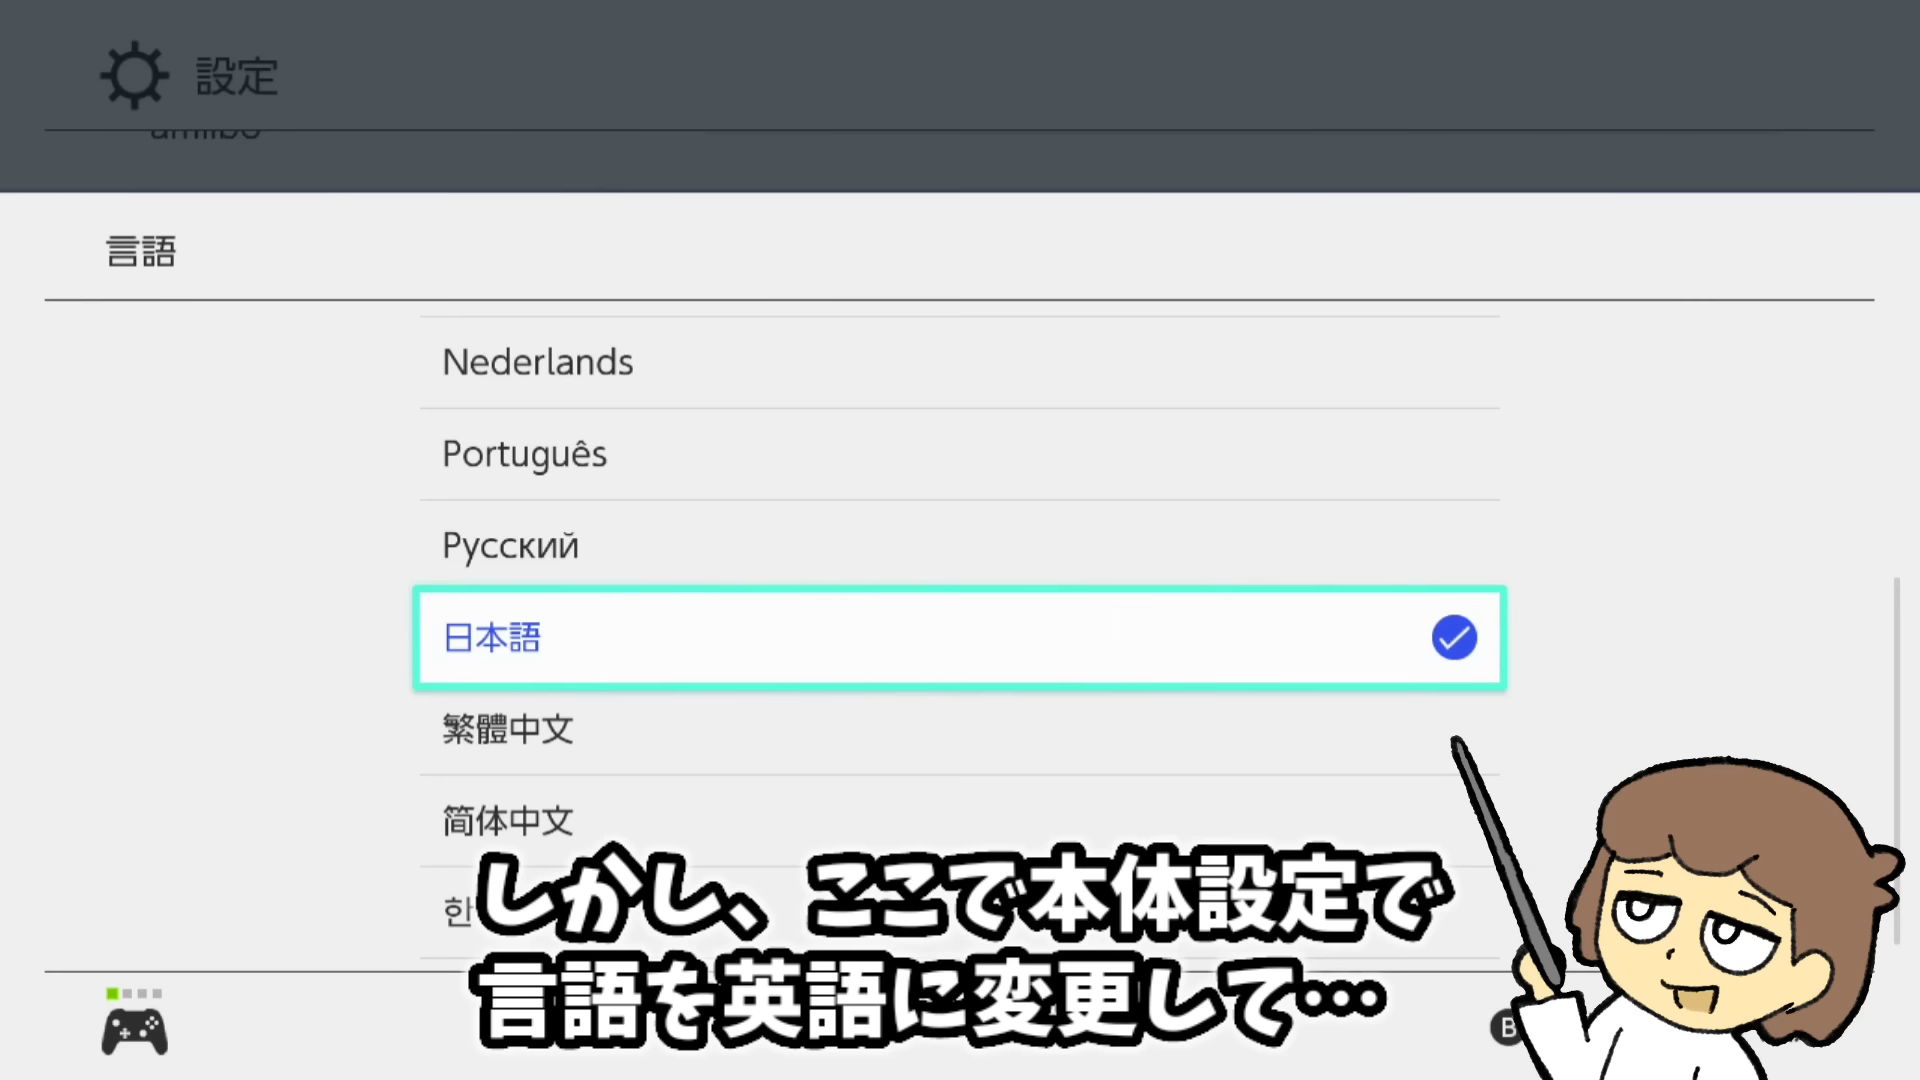 設定
amiibo
言語
Nederlands
Português
Русский
日本語
繁體中文
简体中文
한
しかし、ここで本体設定で
言語を英語に変更して…
B